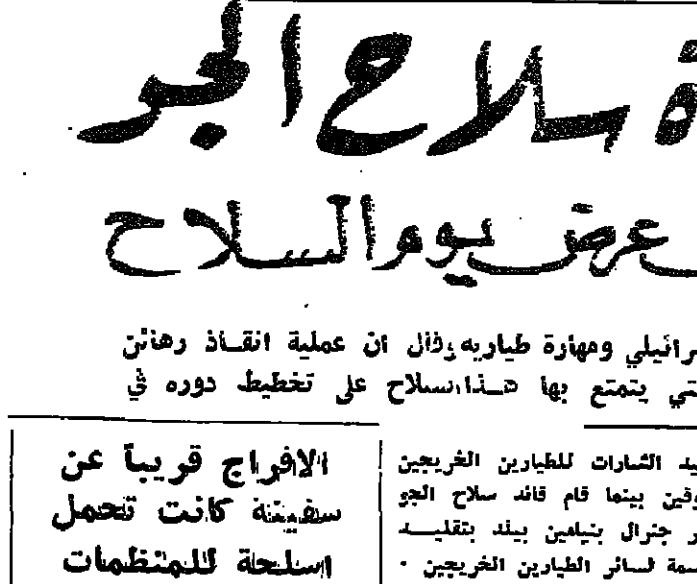 ة سلاح الجو
عرض يوم السلاح
رائيلي ومهارة طياريه وقال ان عملية انقاذ رهائن
تي يتمتع بها هذا السلاح على تخطيط دوره في
يد الشارات للطيارين الخريجين
وقين بينما قام قائد سلاح الجو
ر جنرال بنيامين بيلد بتقليد
سمة لسائر الطيارين الخريجين .
الافراج قريباً عن
سفينة كانت تحمل
اسلحة للمنظمات